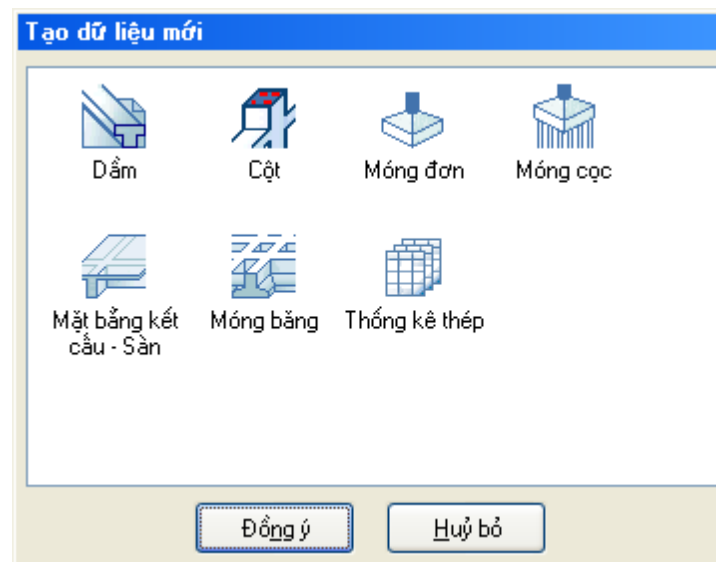 Tạo dữ liệu mới
Dầm
Cột
Móng đơn
Móng cọc
Mặt bằng kết
cấu - Sàn
Móng băng
Thống kê thép
Đồng ý
Huỷ bỏ